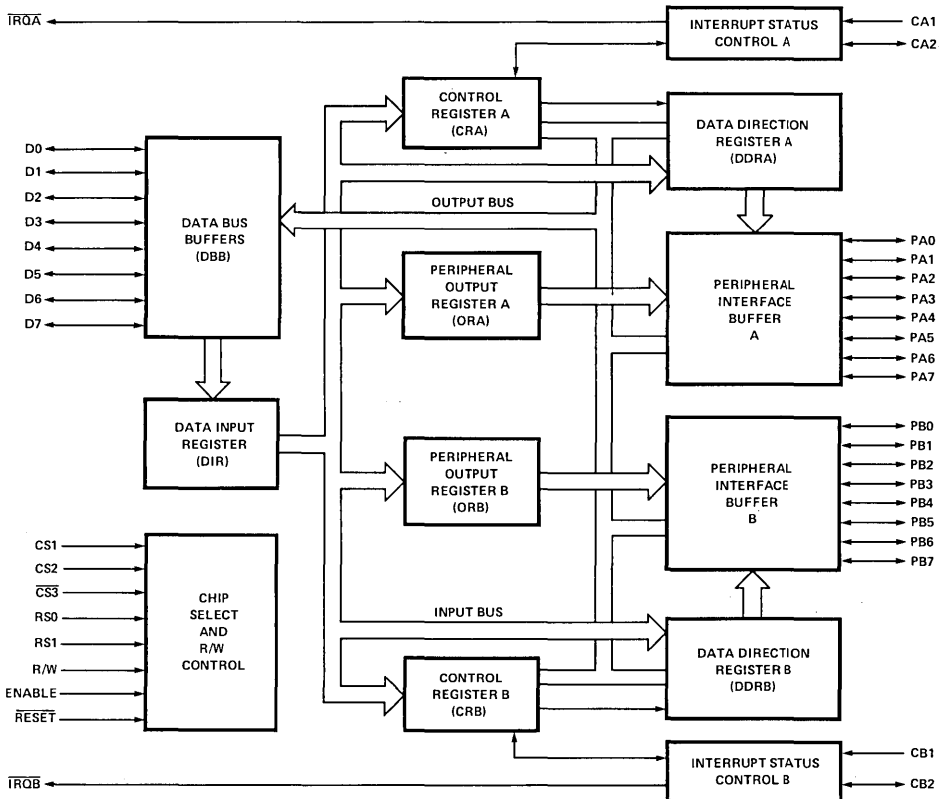 IRQA
INTERRUPT STATUS
CONTROL A
CA1
CA2
CONTROL
REGISTER A
(CRA)
DATA DIRECTION
REGISTER A
(DDRA)
D0
D1
D2
D3
D4
D5
D6
D7
DATA BUS
BUFFERS
(DBB)
OUTPUT BUS
PERIPHERAL
OUTPUT
REGISTER A
(ORA)
PERIPHERAL
INTERFACE
BUFFER
A
PA0
PA1
PA2
PA3
PA4
PA5
PA6
PA7
DATA INPUT
REGISTER
(DIR)
PERIPHERAL
OUTPUT
REGISTER B
(ORB)
PERIPHERAL
INTERFACE
BUFFER
B
PB0
PB1
PB2
PB3
PB4
PB5
PB6
PB7
CS1
CS2
CS3
RS0
RS1
R/W
ENABLE
RESET
CHIP
SELECT
AND
R/W
CONTROL
INPUT BUS
CONTROL
REGISTER B
(CRB)
DATA DIRECTION
REGISTER B
(DDRB)
IRQB
INTERRUPT STATUS
CONTROL B
CB1
CB2